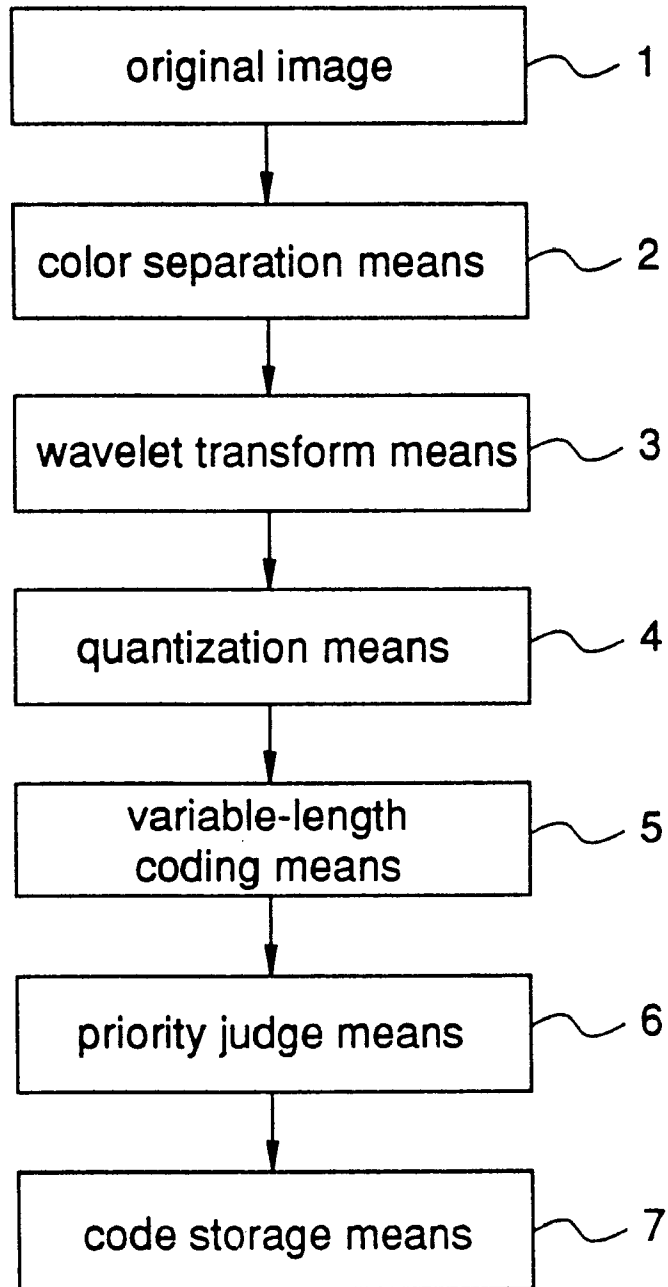 original image
1
color separation means
2
wavelet transform means
3
quantization means
4
variable-length
coding means
5
priority judge means
6
code storage means
7